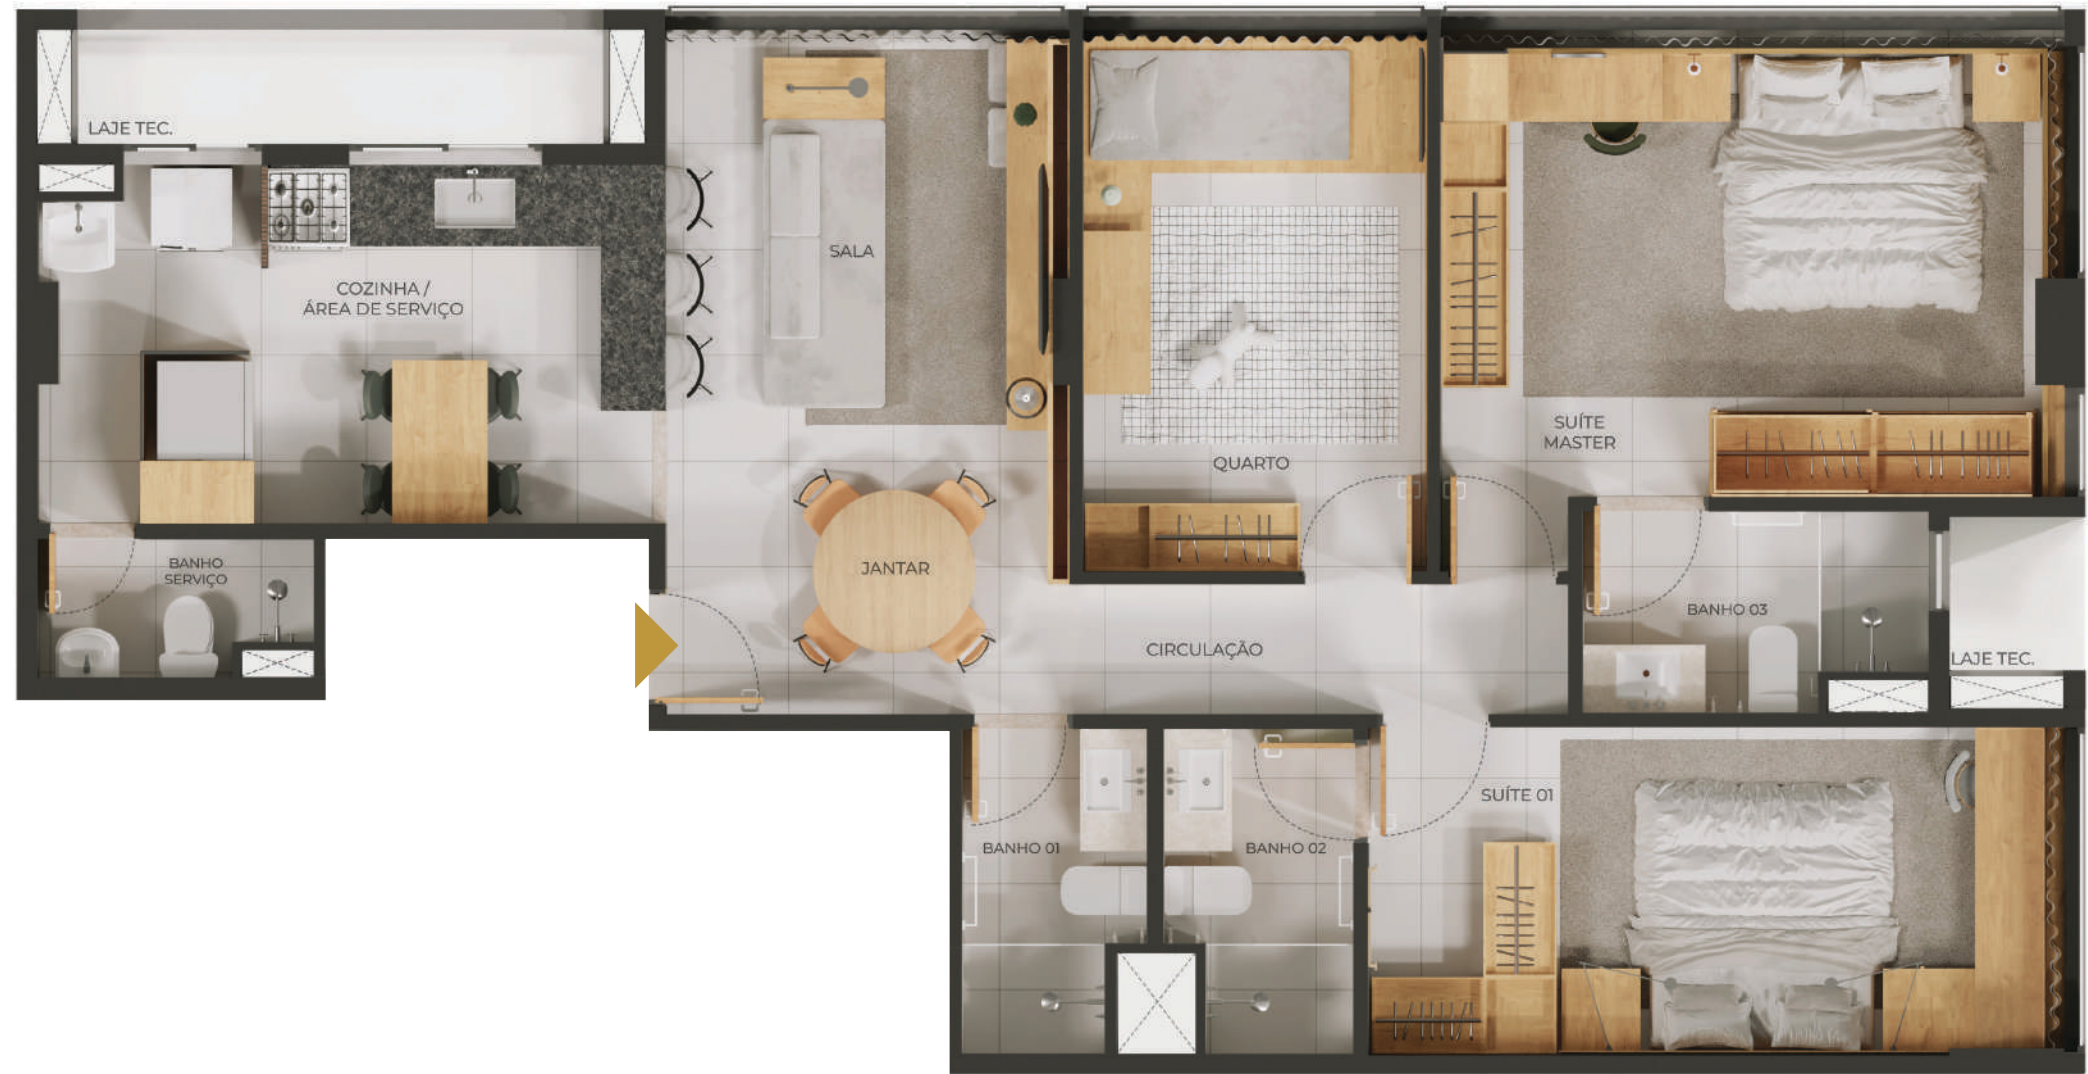 LAJE TEC.
SALA
COZINHA /
ÁREA DE SERVIÇO
SUÍTE
MASTER
QUARTO
BANHO
SERVIÇO
JANTAR
BANHO 03
CIRCULAÇÃO
LAJE TEC.
SUÍTE 01
BANHO 01
BANHO 02